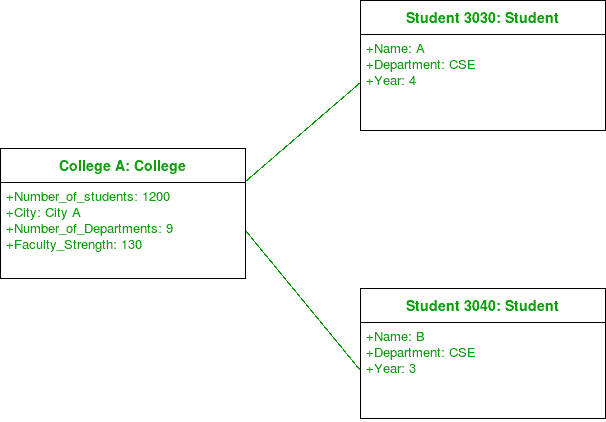 Student 3030: Student
+Name: A
+Department: CSE
+Year: 4
College A: College
+Number_of_students: 1200
+City: City A
+Number_of_Departments: 9
+Faculty_Strength: 130
Student 3040: Student
+Name: B
+Department: CSE
+Year: 3